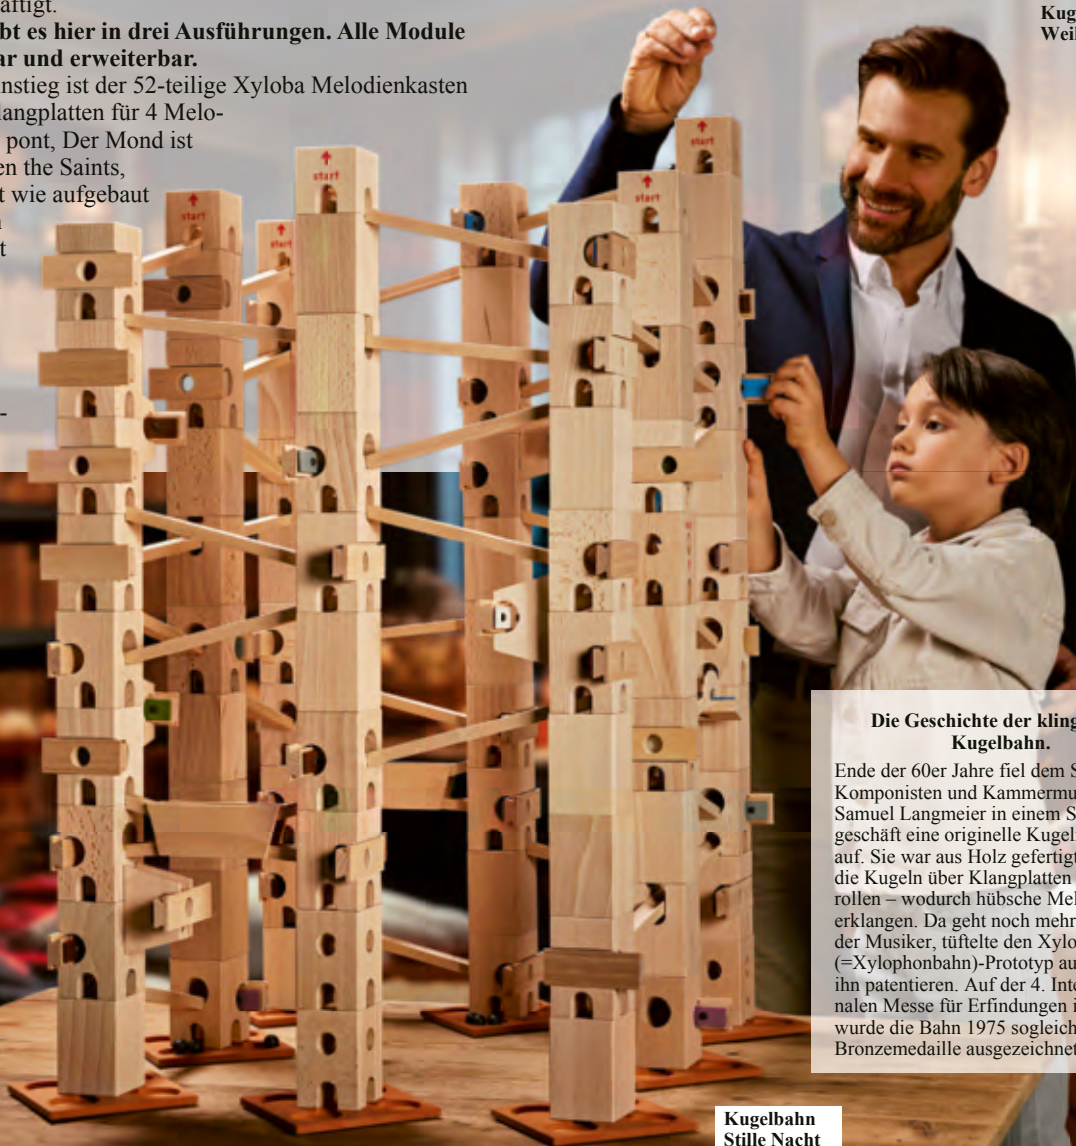 äftigt.
bt es hier in drei Ausführungen. Alle Module
ar und erweiterbar.
nstieg ist der 52-teilige Xyloba Melodienkasten
langplatten für 4 Melo-
pont, Der Mond ist
en the Saints,
t wie aufgebaut
t
-
Kug
Weih
start
start
start
start
start
Die Geschichte der kling
Kugelbahn.
Ende der 60er Jahre fiel dem S
Komponisten und Kammermu
Samuel Langmeier in einem S
geschäft eine originelle Kugel
auf. Sie war aus Holz gefertigt
die Kugeln über Klangplatten
rollen – wodurch hübsche Mel
erklangen. Da geht noch mehr
der Musiker, tüftelte den Xylo
(=Xylophonbahn)-Prototyp au
ihn patentieren. Auf der 4. Inte
nalen Messe für Erfindungen i
wurde die Bahn 1975 sogleich
Bronzemedaille ausgezeichnet
Kugelbahn
Stille Nacht